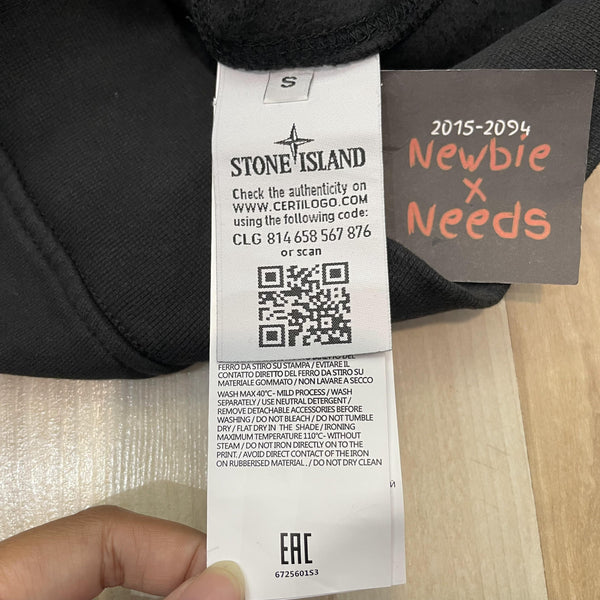 S
STONE ISLAND
Check the authenticity on
WWW.CERTILOGO.COM
using the following code:
CLG 814 658 567 876
or scan
2015-2094
Newbie
x
Needs
FERRO DA STIRO SU STAMPA / EVITARE IL
CONTATTO DIRETTO DEL FERRO DA STIRO SU
MATERIALE GOMMATO / NON LAVARE A SECCO
WASH MAX 40°C- MILD PROCESS / WASH
SEPARATELY / USE NEUTRAL DETERGENT /
REMOVE DETACHABLE ACCESSORIES BEFORE
WASHING / DO NOT BLEACH / DO NOT TUMBLE
DRY / FLAT DRY IN THE SHADE / IRONING
MAXIMUM TEMPERATURE 110°C- WITHOUT
STEAM / DO NOT IRON DIRECTLY ON TO THE
PRINT./ AVOID DIRECT CONTACT OF THE IRON
ON RUBBERISED MATERIAL. / DO NOT DRY CLEAN
й
EAC
6725601S3